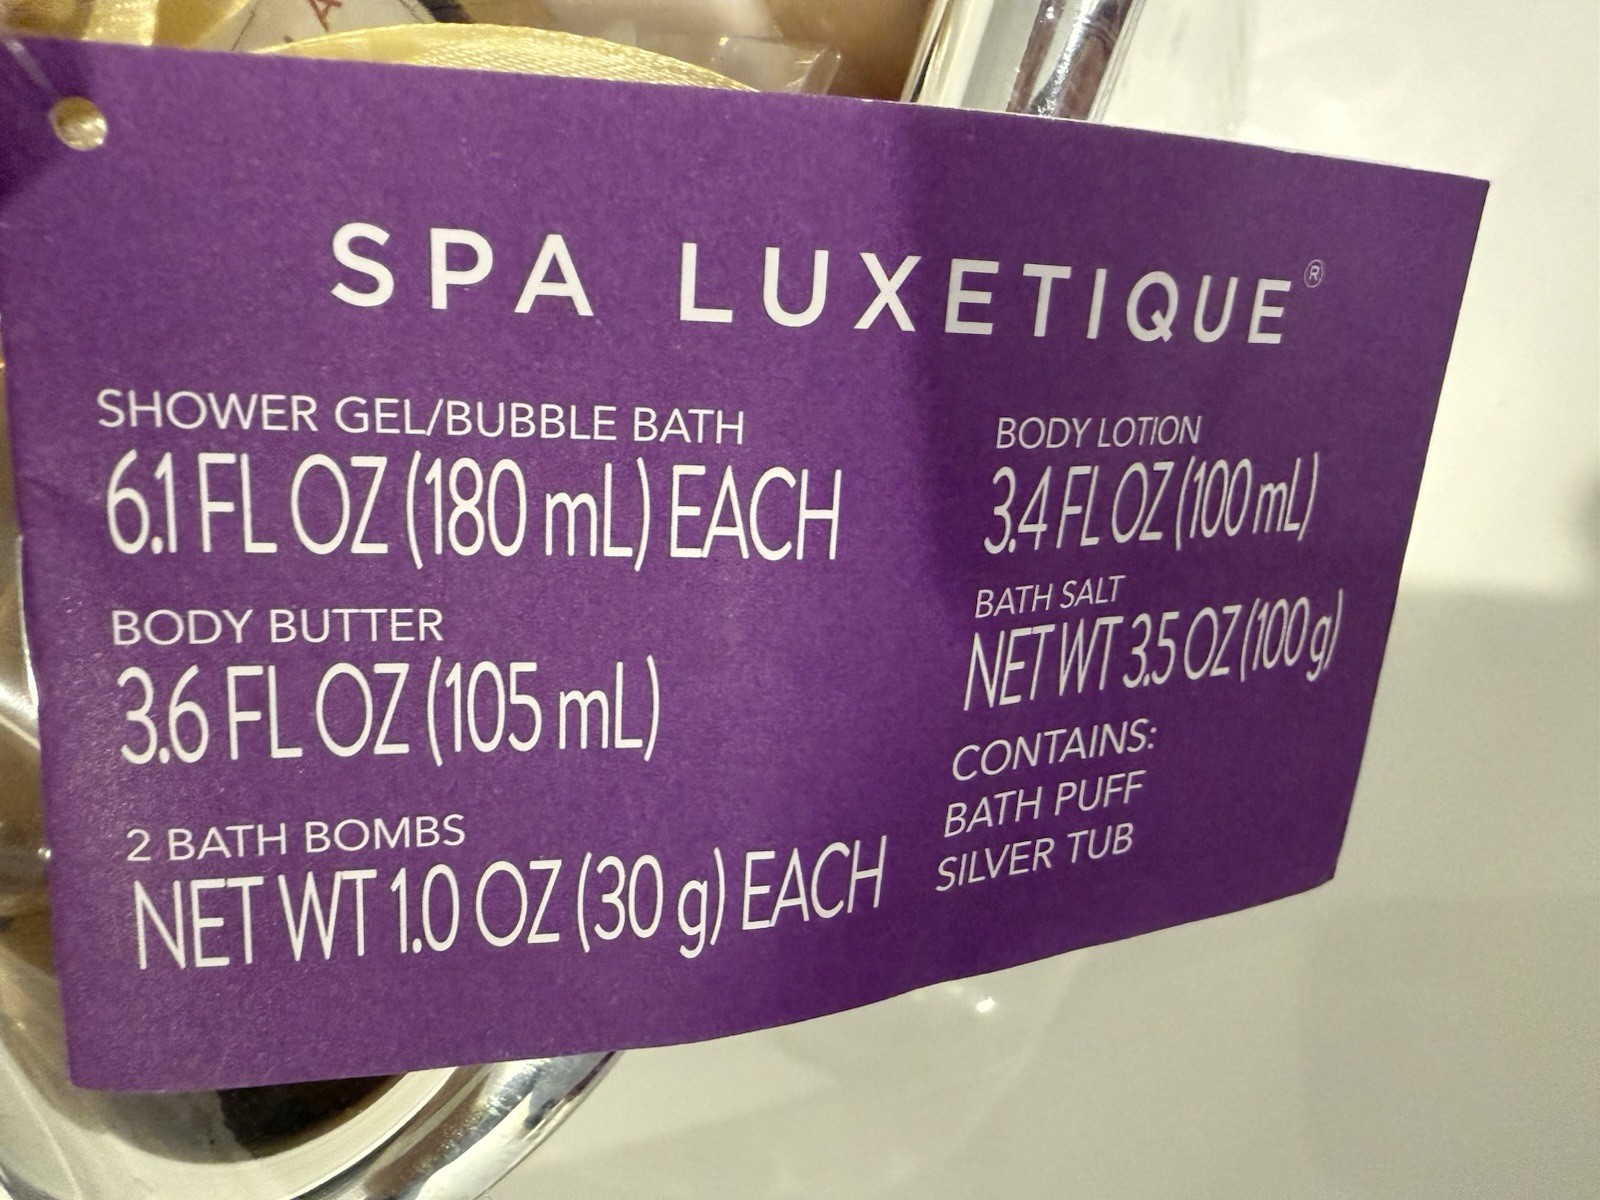 SPA LUXETIQUE®
SHOWER GEL/BUBBLE BATH
6.1 FL OZ (180 mL) EACH
BODY BUTTER
3.6 FL OZ (105 mL)
2 BATH BOMBS
NET WT 1.0 OZ (30 g) EACH
BODY LOTION
3.4 FL OZ (100 mL)
BATH SALT
NET WT 3.5 OZ (100 g)
CONTAINS:
BATH PUFF
SILVER TUB